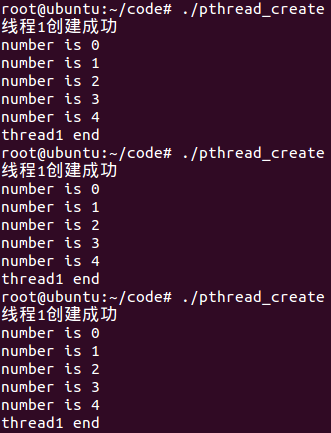 root@ubuntu:~/code# ./pthread_create
线程1创建成功
number is 0
number is 1
number is 2
number is 3
number is 4
thread1 end
root@ubuntu:~/code# ./pthread_create
线程1创建成功
number is 0
number is 1
number is 2
number is 3
number is 4
thread1 end
root@ubuntu:~/code# ./pthread_create
线程1创建成功
number is 0
number is 1
number is 2
number is 3
number is 4
thread1 end